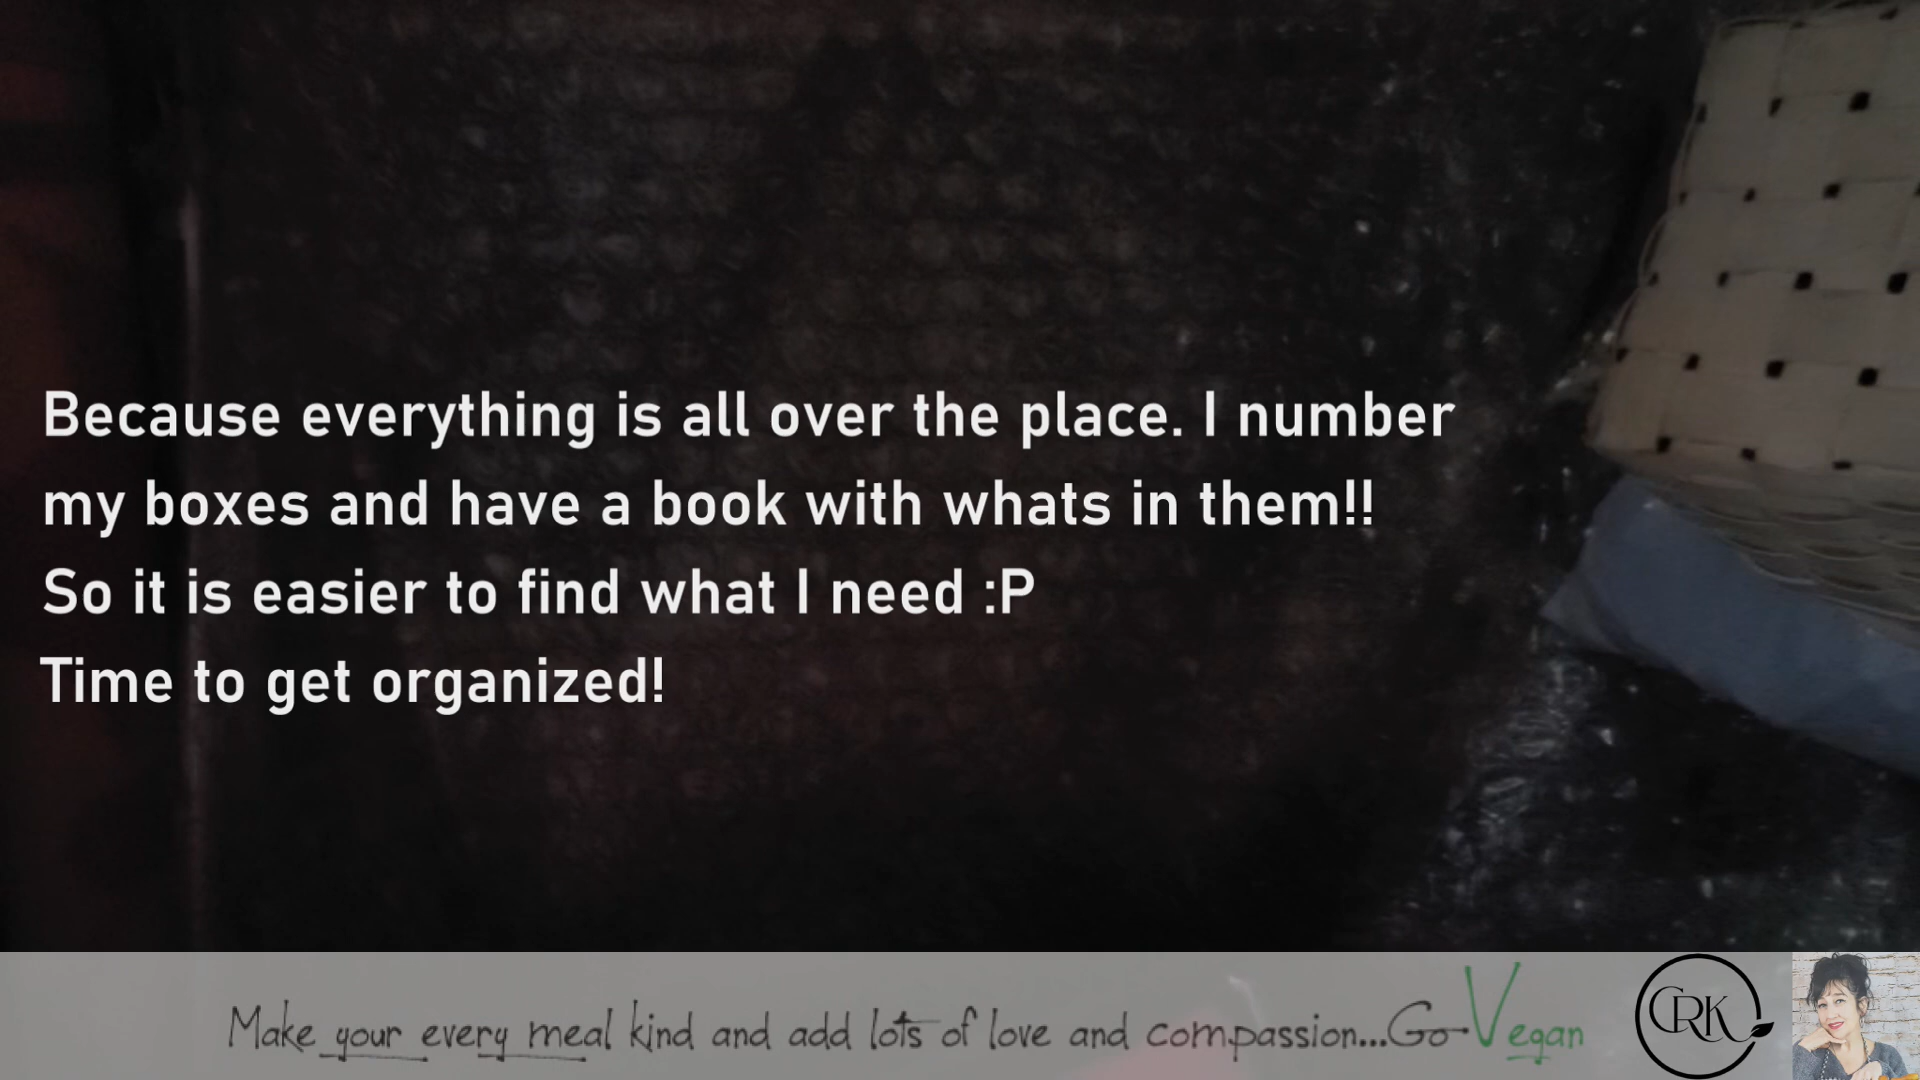 Because everything is all over the place. I number
my boxes and have a book with whats in them!!
So it is easier to find what I need :P
Time to get organized!
Make your every meal kind and add lots of love and compassion...Go Vegan
CRK